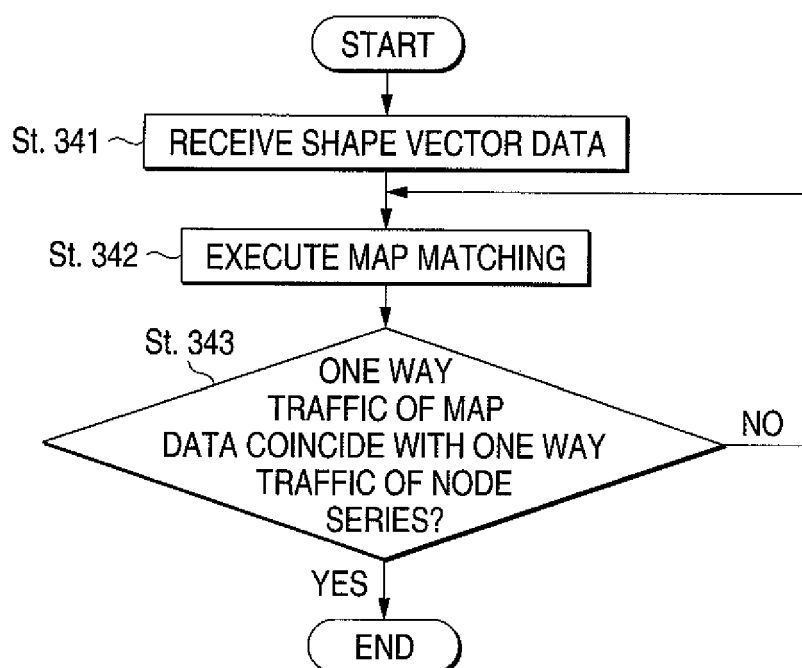 START
St. 341
RECEIVE SHAPE VECTOR DATA
St. 342
EXECUTE MAP MATCHING
St. 343
ONE WAY
TRAFFIC OF MAP
DATA COINCIDE WITH ONE WAY
TRAFFIC OF NODE
SERIES?
NO
YES
END